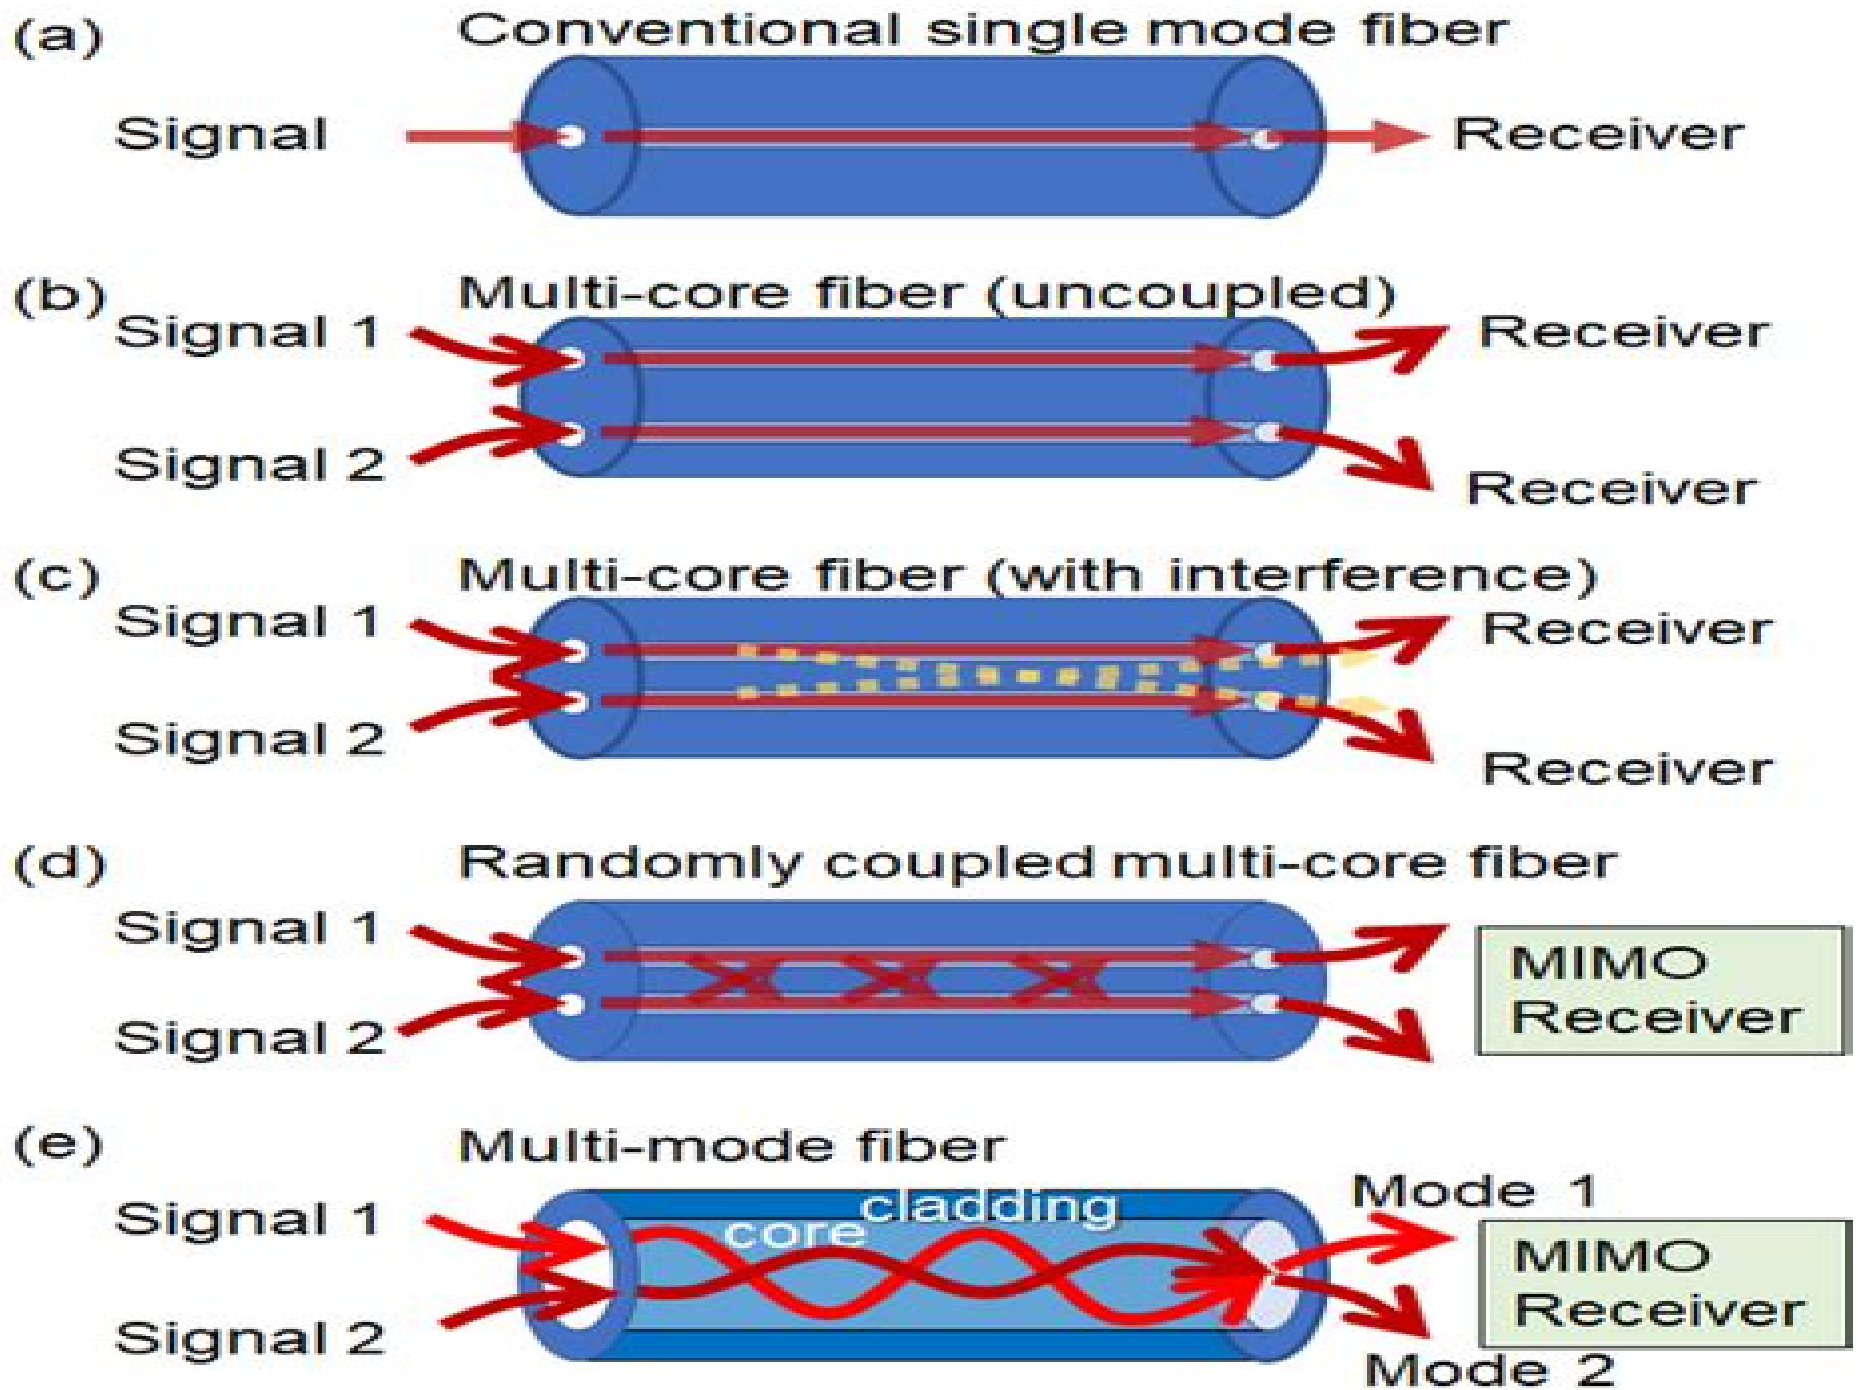 (a) Conventional single mode fiber
Signal
Receiver
(b) Multi-core fiber (uncoupled)
Signal 1
Receiver
Signal 2
Receiver
(c) Multi-core fiber (with interference)
Signal 1
Receiver
Signal 2
Receiver
(d) Randomly coupled multi-core fiber
Signal 1
Signal 2
MIMO
Receiver
(e) Multi-mode fiber
Signal 1
cladding
core
Mode 1
MIMO
Receiver
Signal 2
Mode 2